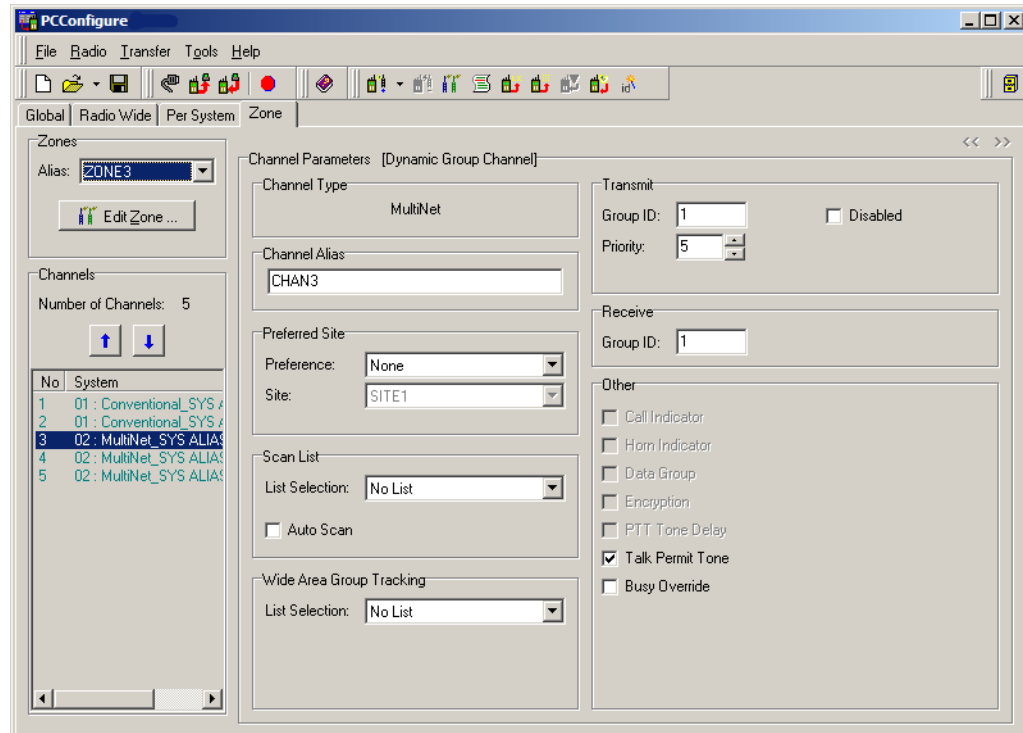 PCConfigure
File Radio Transfer Tools Help
id
Global Radio Wide Per System Zone
Zones
Alias: ZONE3
Edit Zone ...
Channels
Number of Channels: 5
No System
1 01 : Conventional_SYS A
2 01 : Conventional_SYS A
3 02 : MultiNet_SYS ALIAS
4 02 : MultiNet_SYS ALIAS
5 02 : MultiNet_SYS ALIAS
<< >>
Channel Parameters [Dynamic Group Channel]
Channel Type
MultiNet
Channel Alias
CHAN3
Preferred Site
Preference: None
Site: SITE1
Scan List
List Selection: No List
Auto Scan
Wide Area Group Tracking
List Selection: No List
Transmit
Group ID: 1 Disabled
Priority: 5
Receive
Group ID: 1
Other
Call Indicator
Horn Indicator
Data Group
Encryption
PTT Tone Delay
Talk Permit Tone
Busy Override